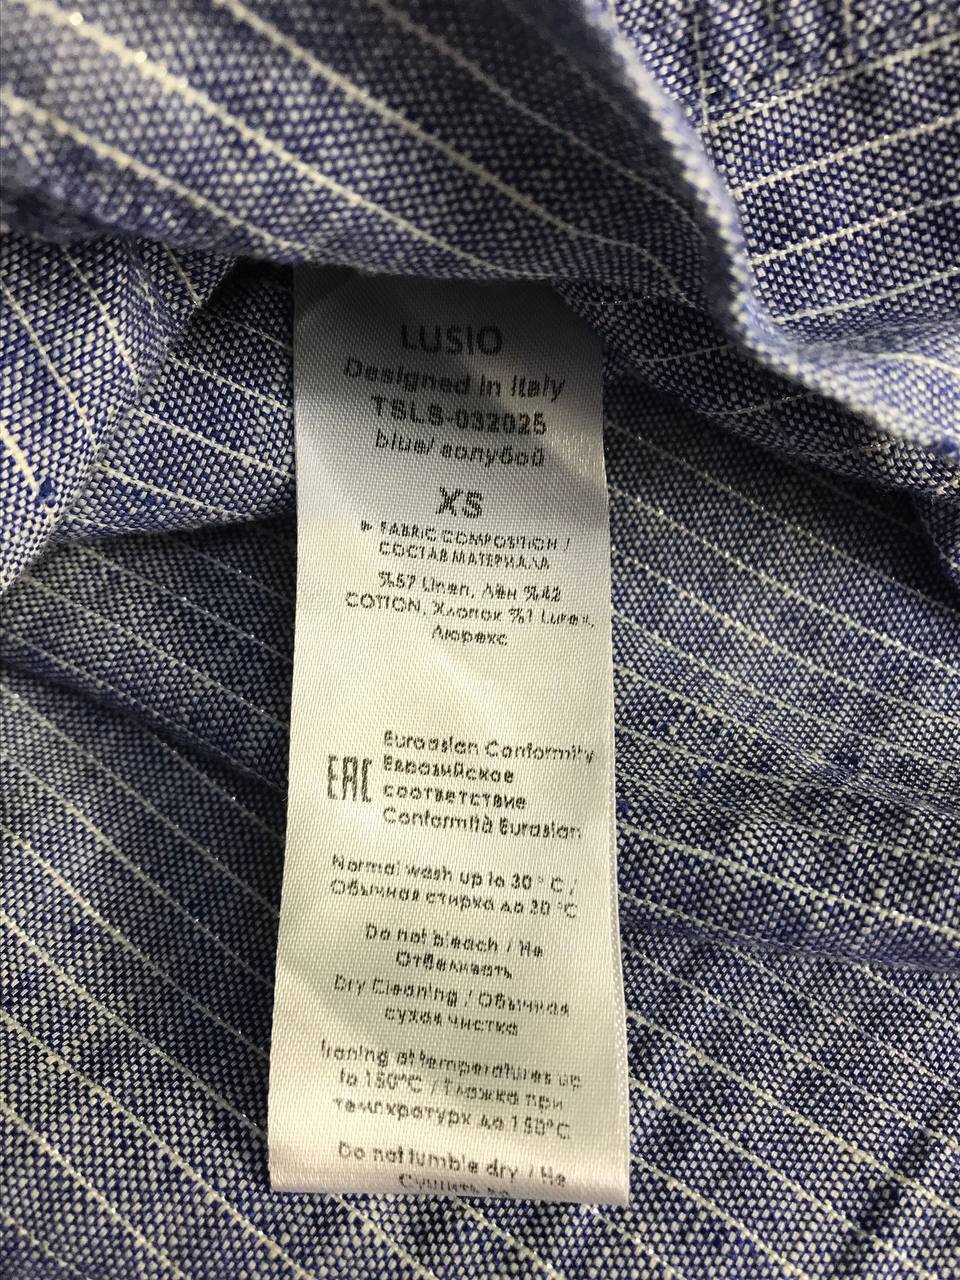 LUSIO
Designed in Italy
TSLS-032025
blue/ голубой
XS
FABRIC COMPOSITION /
СОСТАВ МАТЕРИАЛА
%57 Linen, Лён %42
COTTON, Хлопок %1 Lurex,
Люрекс
EAC
Euroasian Conformity
Евразийское
соответствие
Conformità Eurasian
Normal wash up to 30 ° C /
Обычная стирка до 30 °C
Do not bleach / Не
Отбеливать
Dry Cleaning / Обычная
сухая чистка
Ironing at temperatures up
to 150°C / Глажка при
температурх до 150°C
Do not tumble dry / Не